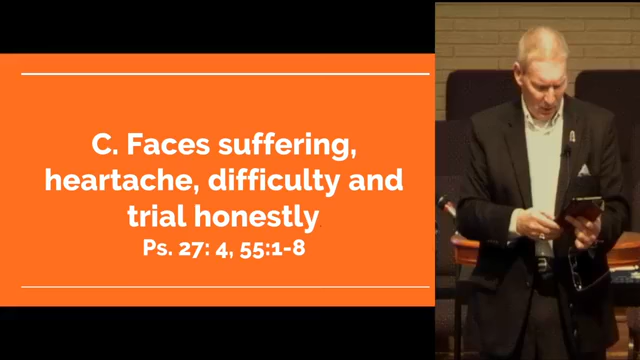 C. Faces suffering,
heartache, difficulty and
trial honestly
Ps. 27: 4, 55:1-8